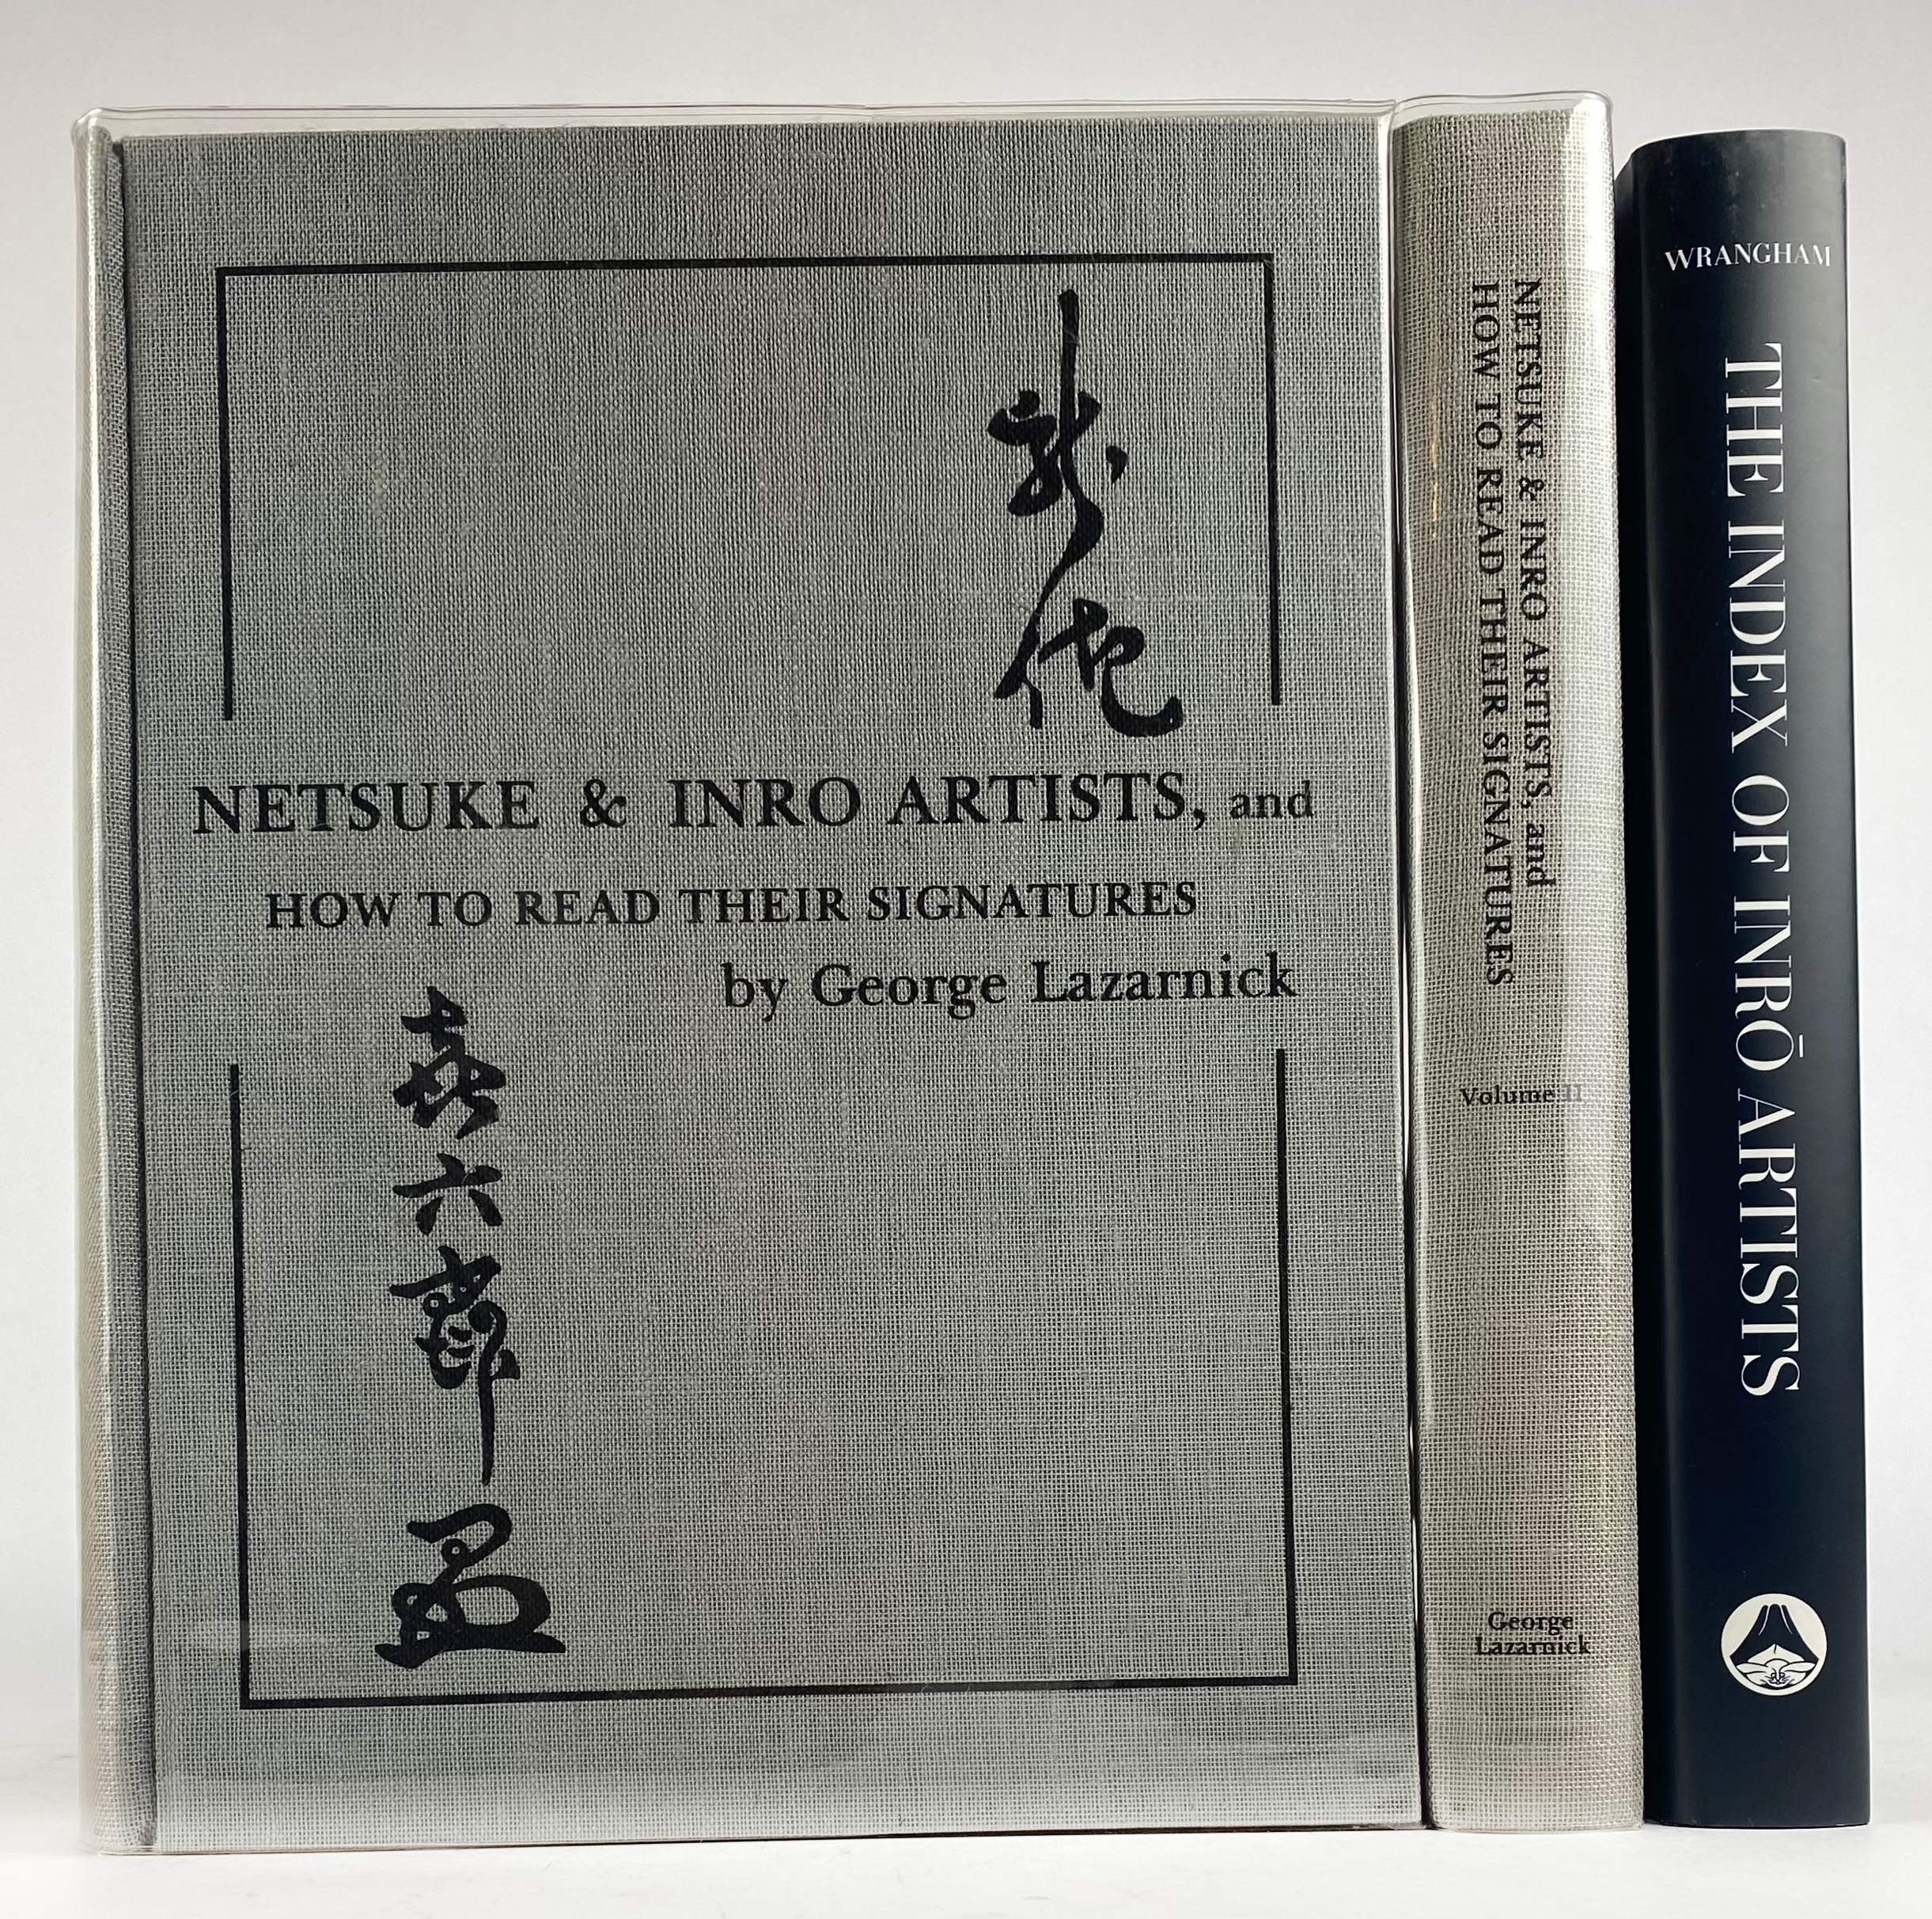 NETSUKE & INRO ARTISTS, and
HOW TO READ THEIR SIGNATURES
by George Lazarnick
NETSUKE & INRO ARTISTS, and
HOW TO READ THEIR SIGNATURES
Volume II
George
Lazarnick
WRANGHAM
THE INDEX OF INRŌ ARTISTS